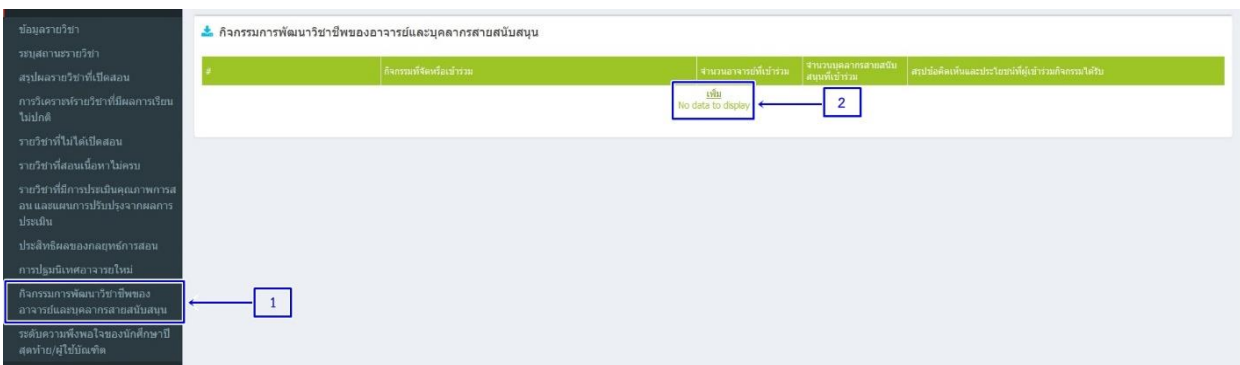 ข้อมูลรายวิชา
ระบุสถานะรายวิชา
สรุปผลรายวิชาที่เปิดสอน
การวิเคราะห์รายวิชาที่มีผลการเรียน
ไม่ปกติ
รายวิชาที่ไม่ได้เปิดสอน
รายวิชาที่สอนเนื้อหาไม่ครบ
รายวิชาที่มีการประเมินคุณภาพการส
อน และแผนการปรับปรุงจากผลการ
ประเมิน
ประสิทธิผลของกลยุทธ์การสอน
การปฐมนิเทศอาจารย์ใหม่
กิจกรรมการพัฒนาวิชาชีพของ
อาจารย์และบุคลากรสายสนับสนุน
ระดับความพึงพอใจของนักศึกษาปี
สุดท้าย/ผู้ใช้บัณฑิต
1
กิจกรรมการพัฒนาวิชาชีพของอาจารย์และบุคลากรสายสนับสนุน
# กิจกรรมที่จัดหรือเข้าร่วม จำนวนอาจารย์ที่เข้าร่วม จำนวนบุคลากรสายสนับ
สนุนที่เข้าร่วม สรุปข้อคิดเห็นและประโยชน์ที่ผู้เข้าร่วมกิจกรรมได้รับ
เพิ่ม
No data to display
2